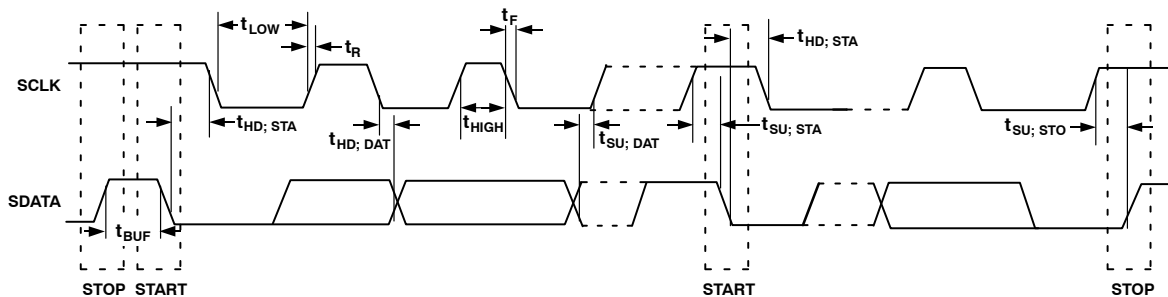 tLOW
tR
tF
tHD; STA
SCLK
tHD; STA
tHD; DAT
tHIGH
tSU; DAT
tSU; STA
tSU; STO
SDATA
tBUF
STOP START START STOP